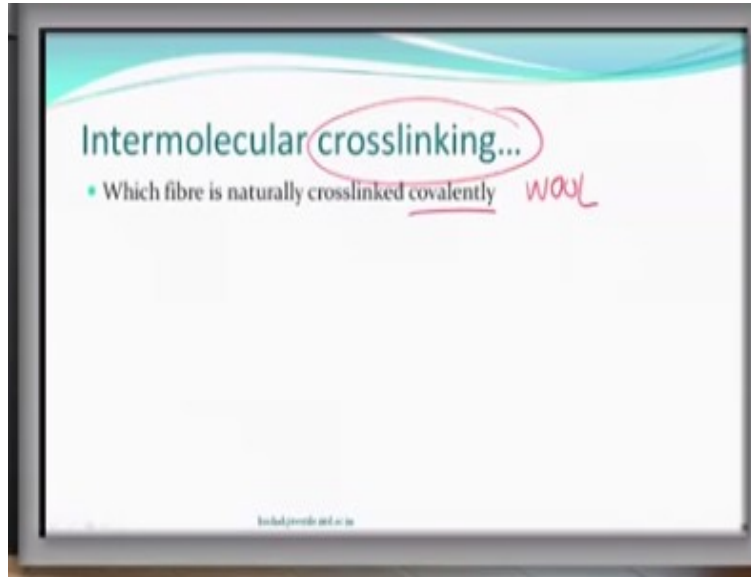 Intermolecular crosslinking...
• Which fibre is naturally crosslinked covalently WOOL